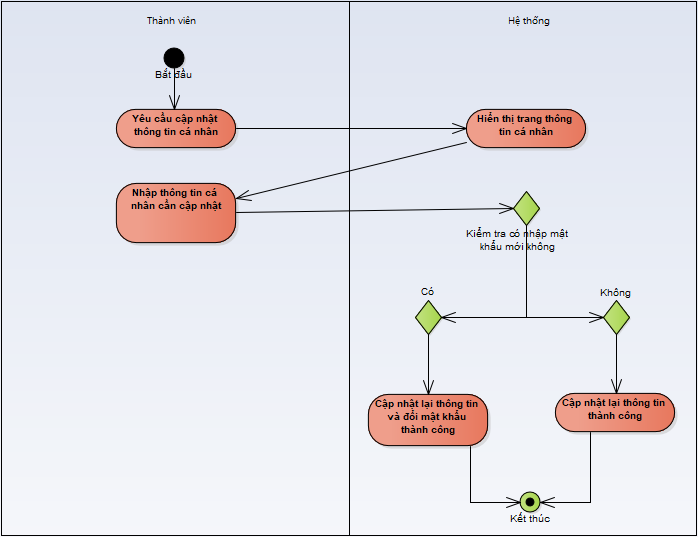 Thành viên
Hệ thống
Bắt đầu
Yêu cầu cập nhật
thông tin cá nhân
Hiển thị trang thông
tin cá nhân
Nhập thông tin cá
nhân cần cập nhật
Kiểm tra có nhập mật
khẩu mới không
Có
Không
Cập nhật lại thông tin
và đổi mật khẩu
thành công
Cập nhật lại thông tin
thành công
Kết thúc